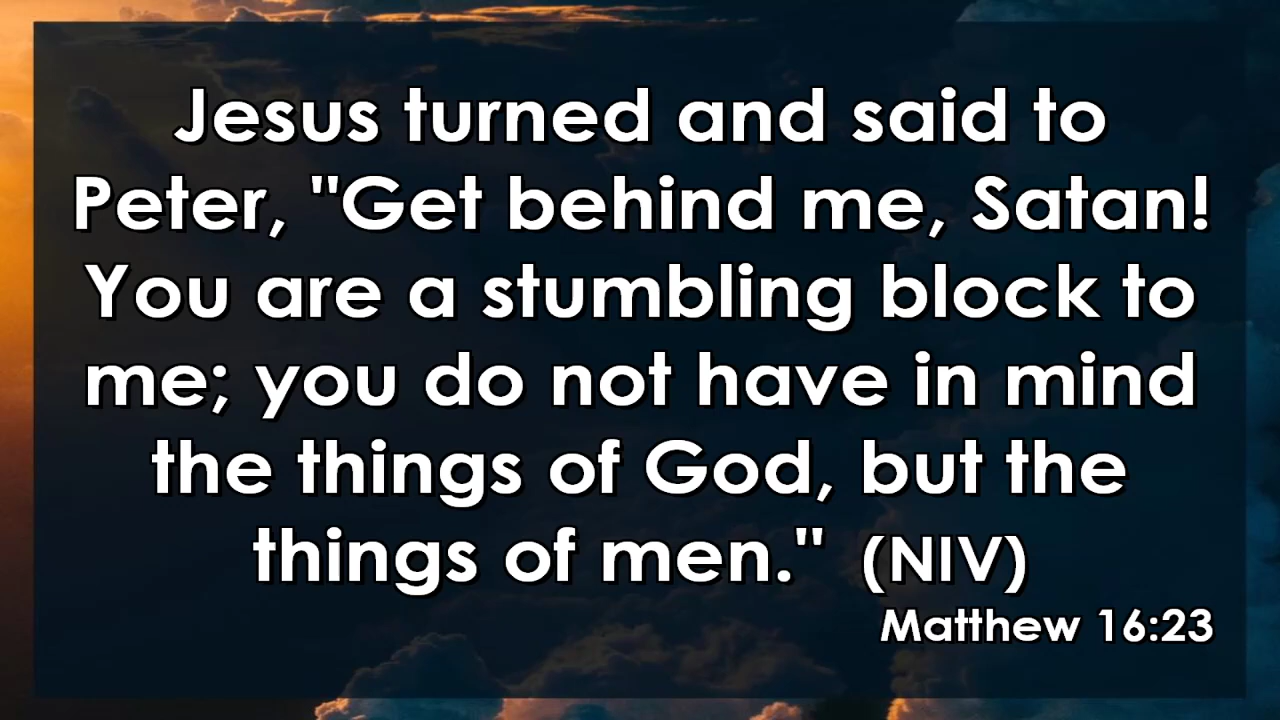 Jesus turned and said to
Peter, "Get behind me, Satan!
You are a stumbling block to
me; you do not have in mind
the things of God, but the
things of men." (NIV)
Matthew 16:23